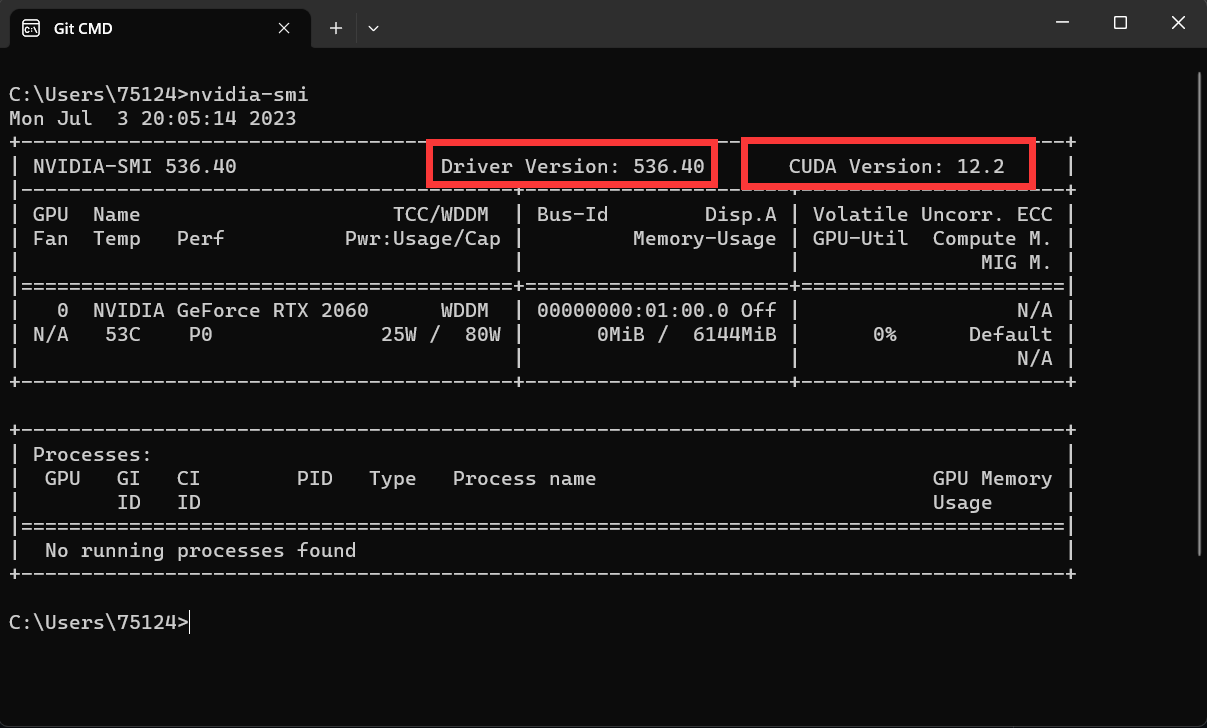 Git CMD
C:\Users\75124>nvidia-smi
Mon Jul  3 20:05:14 2023
+---------------------------------------------------------------------------------------+
| NVIDIA-SMI 536.40                 Driver Version: 536.40       CUDA Version: 12.2     |
|-----------------------------------------+----------------------+----------------------+
| GPU  Name                     TCC/WDDM  | Bus-Id        Disp.A | Volatile Uncorr. ECC |
| Fan  Temp   Perf          Pwr:Usage/Cap |         Memory-Usage | GPU-Util  Compute M. |
|                                         |                      |               MIG M. |
|=========================================+======================+======================|
|   0  NVIDIA GeForce RTX 2060      WDDM  | 00000000:01:00.0 Off |                  N/A |
| N/A   53C    P0              25W /  80W |      0MiB /  6144MiB |      0%      Default |
|                                         |                      |                  N/A |
+-----------------------------------------+----------------------+----------------------+
+---------------------------------------------------------------------------------------+
| Processes:                                                                            |
|  GPU   GI   CI        PID   Type   Process name                            GPU Memory |
|        ID   ID                                                             Usage      |
|=======================================================================================|
|  No running processes found                                                           |
+---------------------------------------------------------------------------------------+
C:\Users\75124>